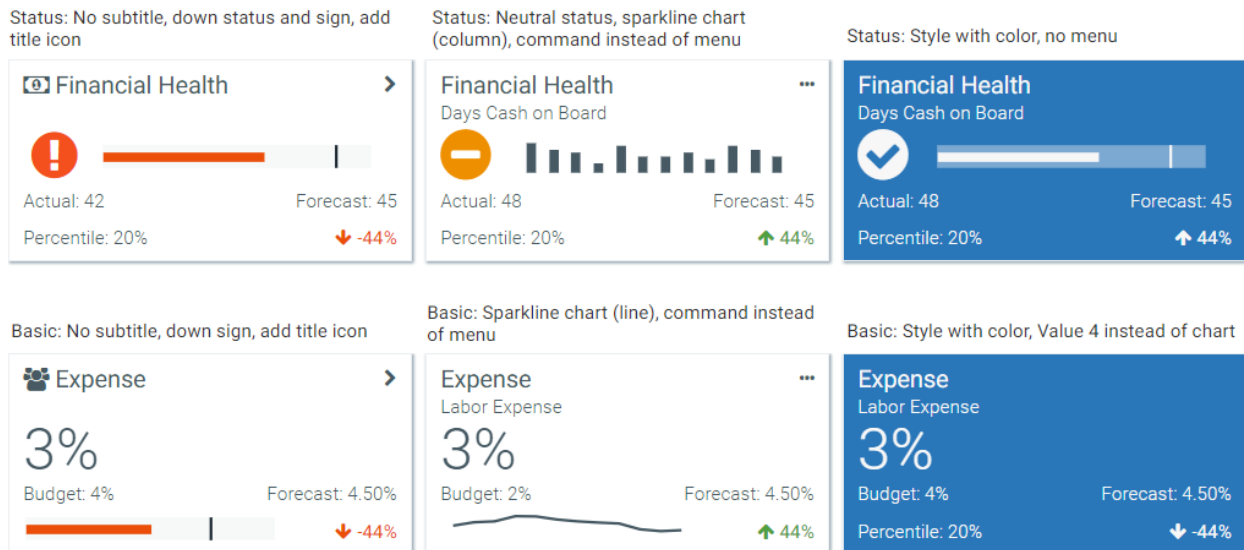 Status: No subtitle, down status and sign, add
title icon
Financial Health
Actual: 42 Forecast: 45
Percentile: 20% -44%
Status: Neutral status, sparkline chart
(column), command instead of menu
Financial Health
Days Cash on Board
Actual: 48 Forecast: 45
Percentile: 20% 44%
Status: Style with color, no menu
Financial Health
Days Cash on Board
Actual: 48 Forecast: 45
Percentile: 20% 44%
Basic: No subtitle, down sign, add title icon
Expense
3%
Budget: 4% Forecast: 4.50%
-44%
Basic: Sparkline chart (line), command instead
of menu
Expense
Labor Expense
3%
Budget: 2% Forecast: 4.50%
44%
Basic: Style with color, Value 4 instead of chart
Expense
Labor Expense
3%
Budget: 4% Forecast: 4.50%
Percentile: 20% -44%